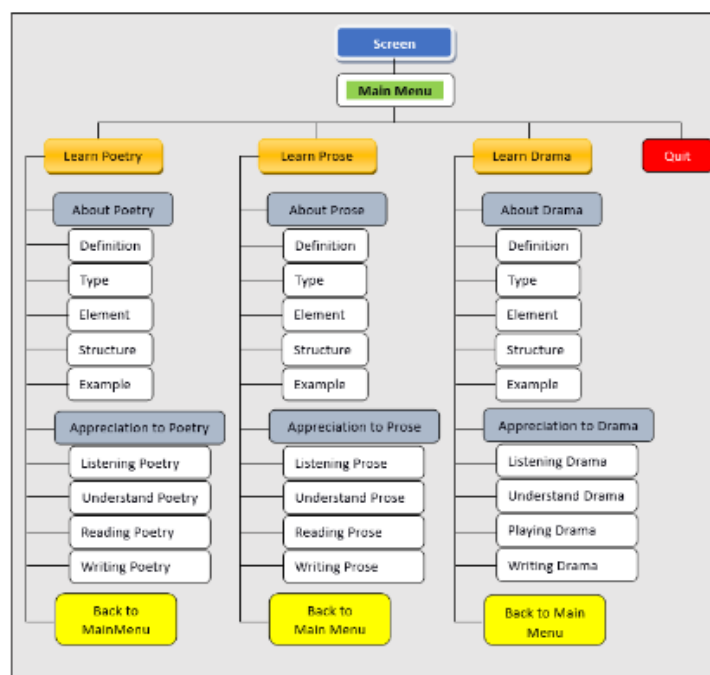 Screen
Main Menu
Learn Poetry
Learn Prose
Learn Drama
Quit
About Poetry
Definition
Type
Element
Structure
Example
Appreciation to Poetry
Listening Poetry
Understand Poetry
Reading Poetry
Writing Poetry
Back to
MainMenu
About Prose
Definition
Type
Element
Structure
Example
Appreciation to Prose
Listening Prose
Understand Prose
Reading Prose
Writing Prose
Back to
Main Menu
About Drama
Definition
Type
Element
Structure
Example
Appreciation to Drama
Listening Drama
Understand Drama
Playing Drama
Writing Drama
Back to Main
Menu